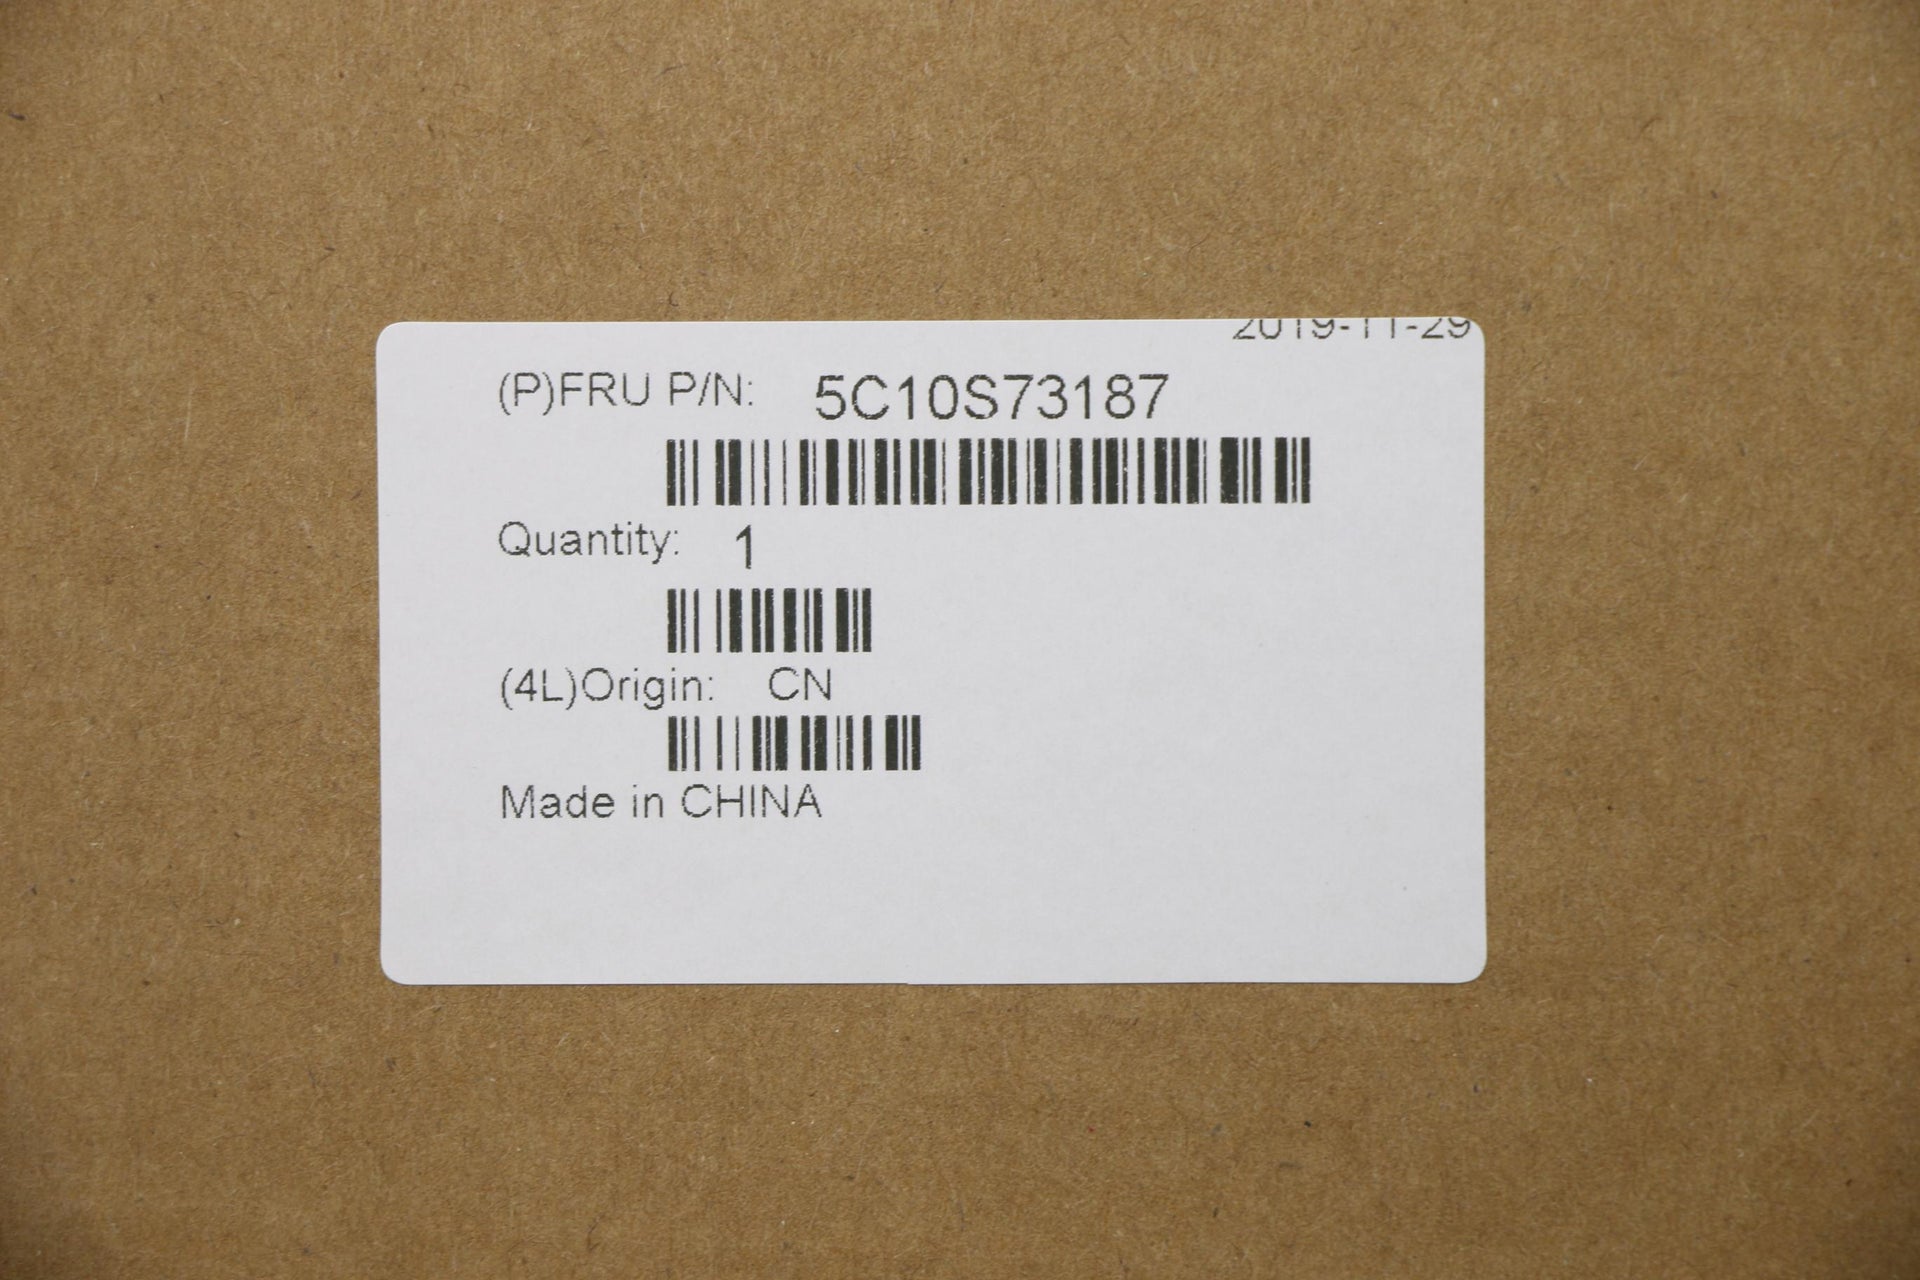 2019-11-29
(P)FRU P/N: 5C10S73187
Quantity: 1
(4L)Origin: CN
Made in CHINA